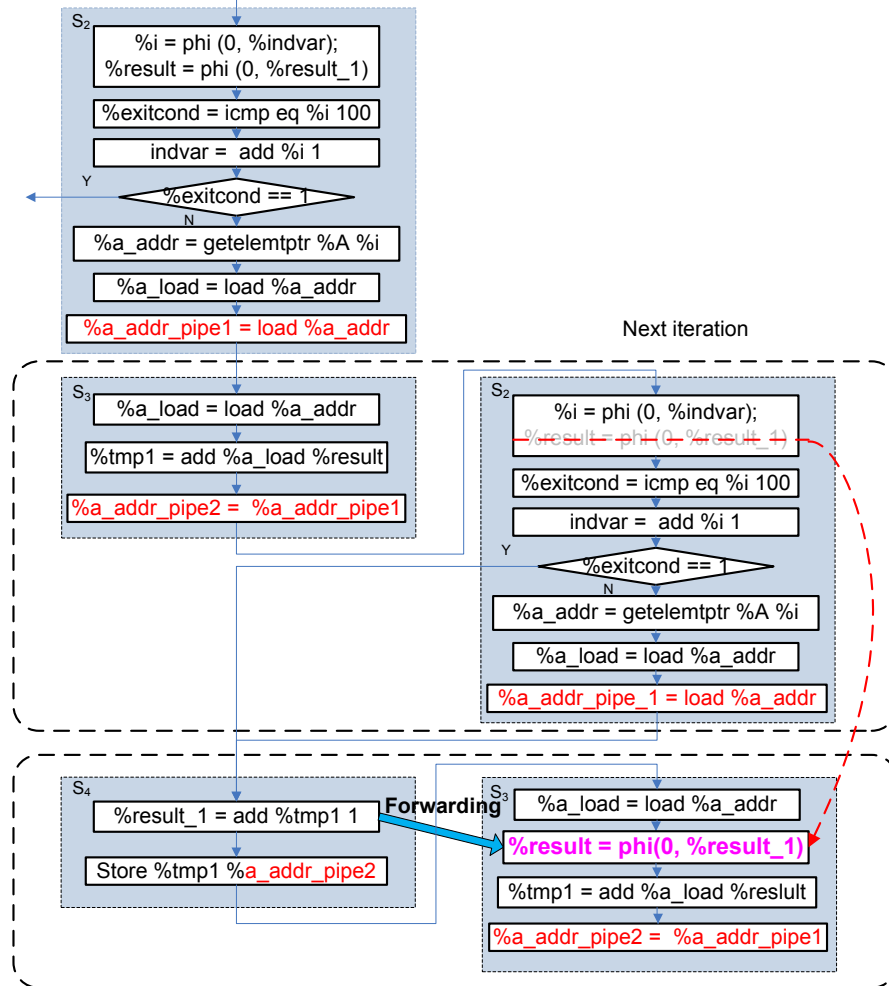 S2
%i = phi (0, %indvar);
%result = phi (0, %result_1)
%exitcond = icmp eq %i 100
indvar =  add %i 1
Y
%exitcond == 1
N
%a_addr = getelemtptr %A %i
%a_load = load %a_addr
%a_addr_pipe1 = load %a_addr
Next iteration
S3
%a_load = load %a_addr
%tmp1 = add %a_load %result
%a_addr_pipe2 =  %a_addr_pipe1
S2
%i = phi (0, %indvar);
%result = phi (0, %result_1)
%exitcond = icmp eq %i 100
indvar =  add %i 1
Y
%exitcond == 1
N
%a_addr = getelemtptr %A %i
%a_load = load %a_addr
%a_addr_pipe_1 = load %a_addr
S4
%result_1 = add %tmp1 1
Store %tmp1 %a_addr_pipe2
Forwarding
S3
%a_load = load %a_addr
%result = phi(0, %result_1)
%tmp1 = add %a_load %reslult
%a_addr_pipe2 =  %a_addr_pipe1